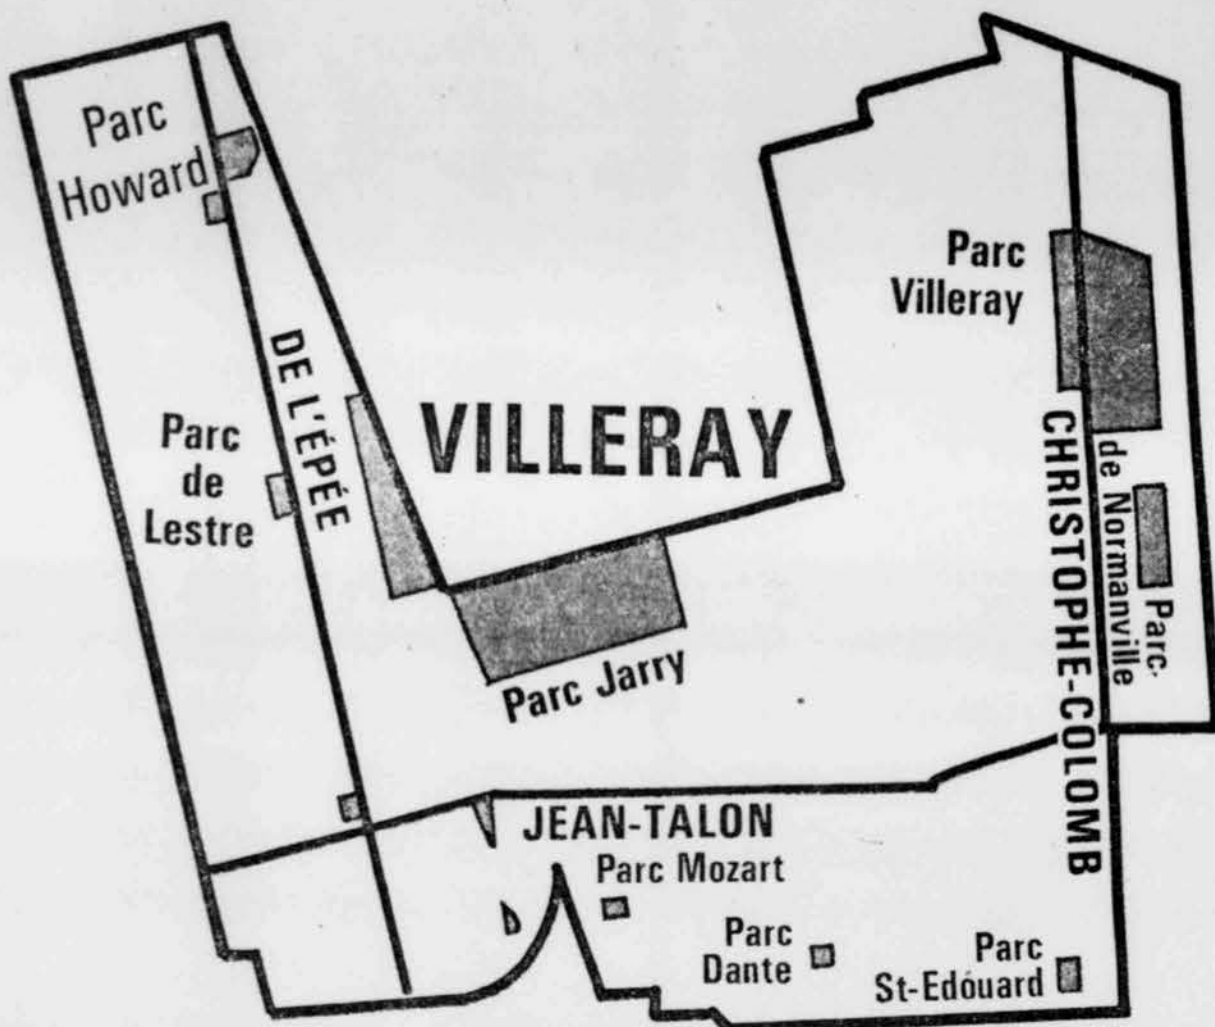 Parc
Howard
DE L'ÉPÉE
Parc
de
Lestre
VILLERAY
Parc Jarry
Parc
Villeray
CHRISTOPHE-COLOMB
de Normanville
Parc-
JEAN-TALON
Parc Mozart
Parc
Dante
Parc
St-Edouard